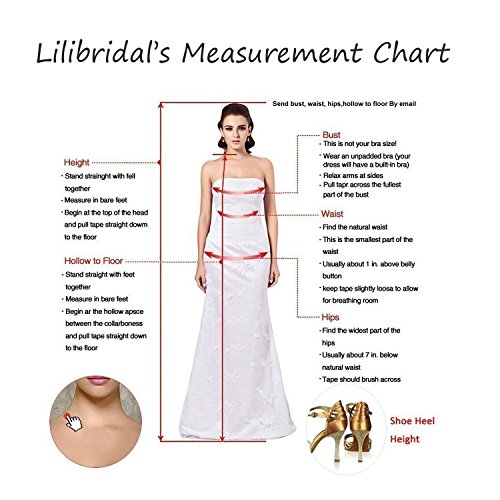 Lilibridal's Measurement Chart
Send bust, waist, hips,hollow to floor By email
Height
• Stand strainght with fell
together
• Measure in bare feet
• Begin at the top of the head
and pull tape straight down
to the floor
Hollow to Floor
• Stand straight with feet
together
• Measure in bare feet
• Begin ar the hollow apsce
between the collarboness
and pull tape straight down
to the floor
Bust
• This is not your bra size!
• Wear an unpadded bra (your
dress will have a built-in bra)
• Relax arms at sides
• Pull tapr across the fullest
part of the bust
Waist
• Find the natural waist
• This is the smallest part of the
waist
• Usually about 1 in. above belly
button
• keep tape slightly loosa to allow
for breathing room
Hips
• Find the widest part of the
hips
• Usually about 7 in. below
natural waist
• Tape should brush across
Shoe Heel
Height